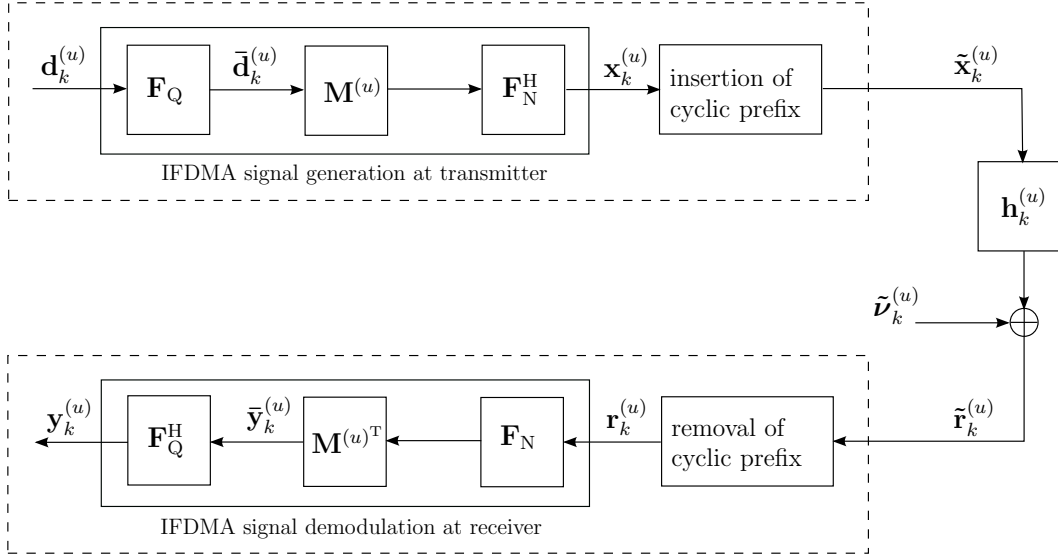 d_k^{(u)}
F_Q
d̄_k^{(u)}
M^{(u)}
F_N^H
x_k^{(u)}
insertion of
cyclic prefix
x̃_k^{(u)}
IFDMA signal generation at transmitter
h_k^{(u)}
ν̃_k^{(u)}
y_k^{(u)}
F_Q^H
ȳ_k^{(u)}
M^{(u)^T}
F_N
r_k^{(u)}
removal of
cyclic prefix
r̃_k^{(u)}
IFDMA signal demodulation at receiver